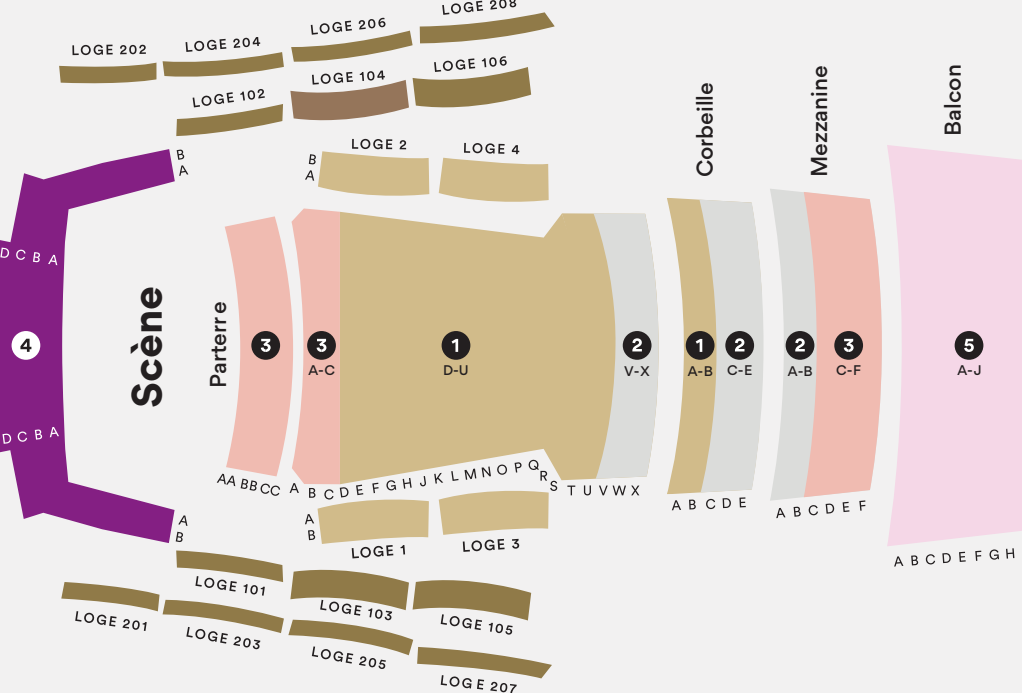 LOGE 208
LOGE 206
LOGE 204
LOGE 202
LOGE 106
LOGE 104
LOGE 102
LOGE 2
LOGE 4
B
A
B
A
Corbeille
Mezzanine
Balcon
D C B A
4
Scène
Parterre
3
3
A-C
1
D-U
2
V-X
1
A-B
2
C-E
2
A-B
3
C-F
5
A-J
D C B A
AA BB CC
A B C D E F G H J K L M N O P Q R S T U V W X
A B C D E
A B C D E F
A B C D E F G H
A
B
A
B
LOGE 1
LOGE 3
LOGE 101
LOGE 103
LOGE 105
LOGE 201
LOGE 203
LOGE 205
LOGE 207